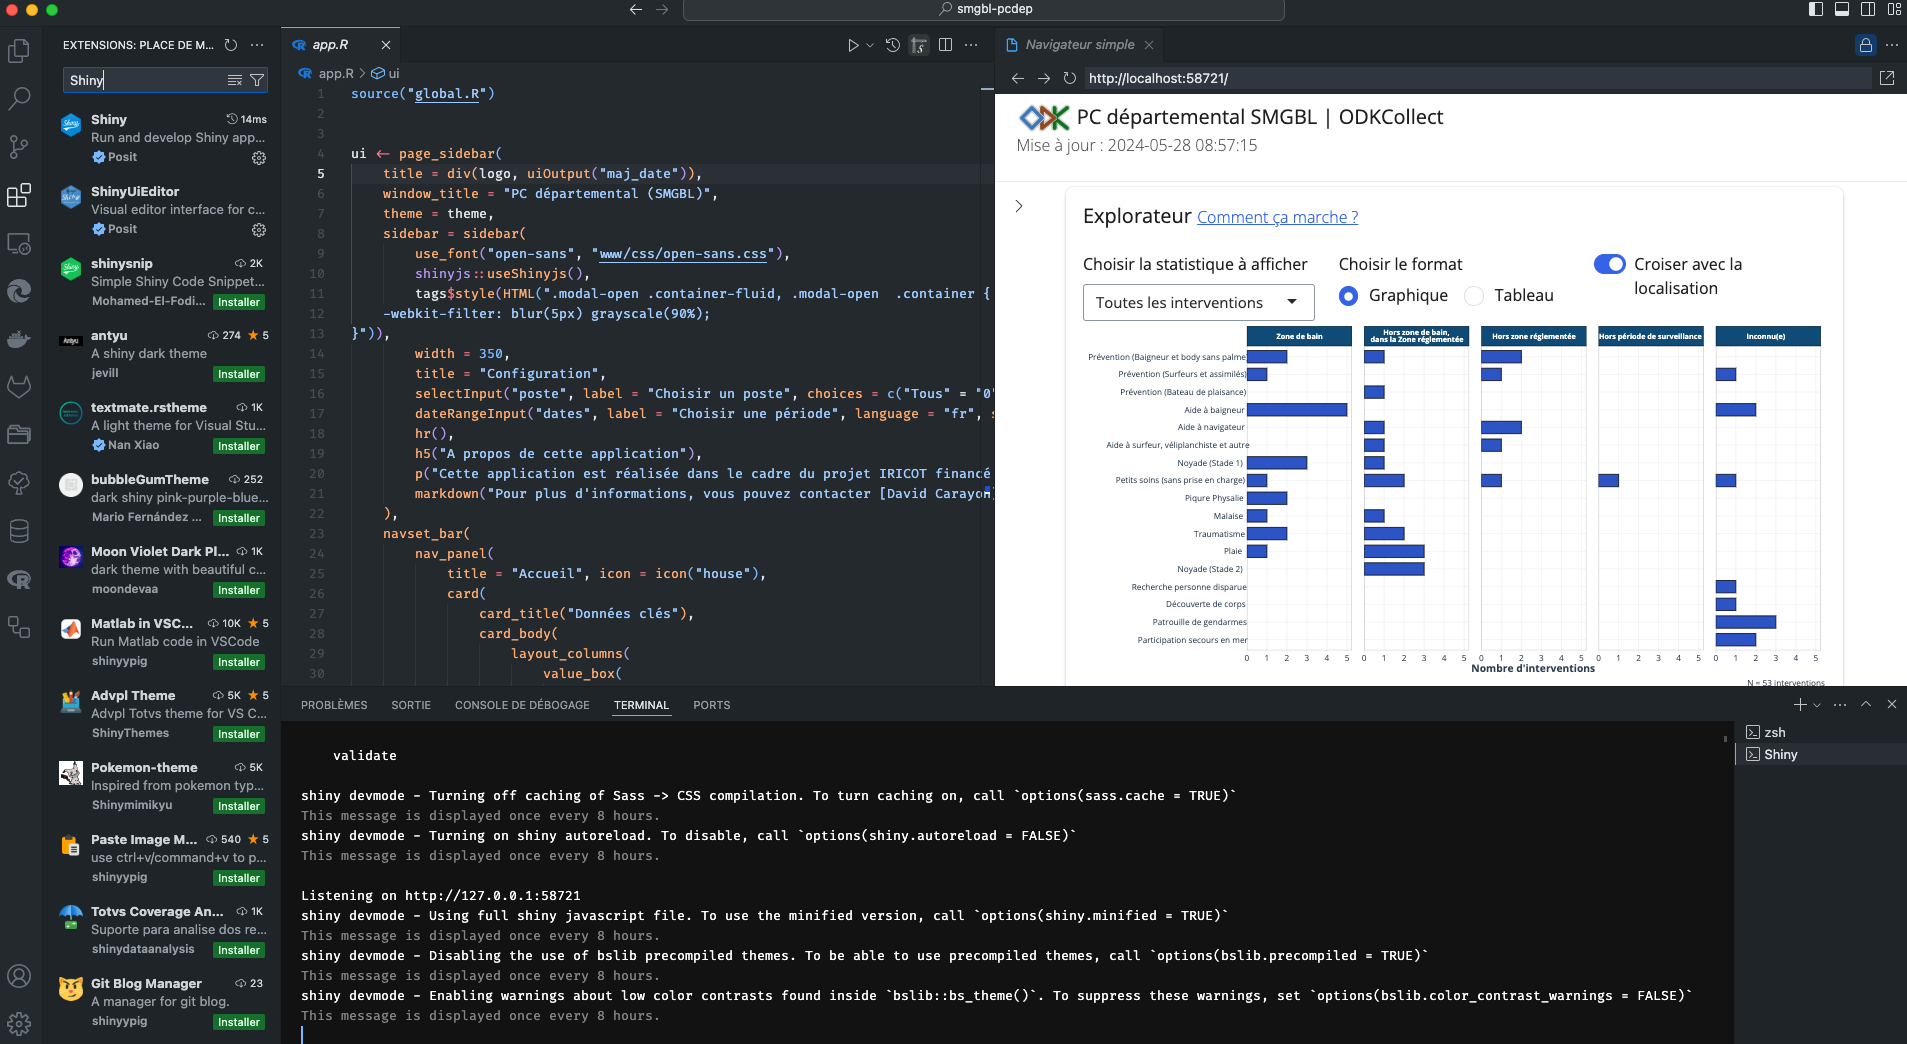 smgbl-pcdep
EXTENSIONS: PLACE DE M...
Shiny
Shiny 14ms
Run and develop Shiny app...
Posit
ShinyUiEditor
Visual editor interface for c...
Posit
shinysnip 2K
Simple Shiny Code Snippet...
Mohamed-El-Fodi... Installer
antyu 274 5
A shiny dark theme
jevill Installer
textmate.rstheme 1K
A light theme for Visual Stu...
Nan Xiao Installer
bubbleGumTheme 252
dark shiny pink-purple-blue...
Mario Fernández ... Installer
Moon Violet Dark Pl... 1K
dark theme with beautiful c...
moondevaa Installer
Matlab in VSC... 10K 5
Run Matlab code in VSCode
shinyypig Installer
Advpl Theme 5K 5
Advpl Totvs theme for VS C...
ShinyThemes Installer
Pokemon-theme 5K
Inspired from pokemon typ...
Shinymimikyu Installer
Paste Image M... 540 5
use ctrl+v/command+v to p...
shinyypig Installer
Totvs Coverage An... 1K
Suporte para analise dos re...
shinydataanalysis Installer
Git Blog Manager 23
A manager for git blog.
shinyypig Installer
app.R
app.R > ui
1 source("global.R")
2
3
4 ui <- page_sidebar(
5 title = div(logo, uiOutput("maj_date")),
6 window_title = "PC départemental (SMGBL)",
7 theme = theme,
8 sidebar = sidebar(
9 use_font("open-sans", "www/css/open-sans.css"),
10 shinyjs::useShinyjs(),
11 tags$style(HTML(".modal-open .container-fluid, .modal-open  .container {
12 -webkit-filter: blur(5px) grayscale(90%);
13 }")),
14 width = 350,
15 title = "Configuration",
16 selectInput("poste", label = "Choisir un poste", choices = c("Tous" = "0"
17 dateRangeInput("dates", label = "Choisir une période", language = "fr", s
18 hr(),
19 h5("A propos de cette application"),
20 p("Cette application est réalisée dans le cadre du projet IRICOT financé
21 markdown("Pour plus d'informations, vous pouvez contacter [David Carayon
22 ),
23 navset_bar(
24 nav_panel(
25 title = "Accueil", icon = icon("house"),
26 card(
27 card_title("Données clés"),
28 card_body(
29 layout_columns(
30 value_box(
Navigateur simple
http://localhost:58721/
PC départemental SMGBL | ODKCollect
Mise à jour : 2024-05-28 08:57:15
Explorateur Comment ça marche ?
Choisir la statistique à afficher
Toutes les interventions
Choisir le format
Graphique Tableau
Croiser avec la
localisation
Zone de bain
Hors zone de bain,
dans la Zone réglementée
Hors zone réglementée
Hors période de surveillance
Inconnu(e)
Prévention (Baigneur et body sans palme
Prévention (Surfeurs et assimilés)
Prévention (Bateau de plaisance)
Aide à baigneur
Aide à navigateur
Aide à surfeur, véliplanchiste et autre
Noyade (Stade 1)
Petits soins (sans prise en charge)
Piqure Physalie
Malaise
Traumatisme
Plaie
Noyade (Stade 2)
Recherche personne disparue
Découverte de corps
Patrouille de gendarmes
Participation secours en mer
0 1 2 3 4 5 0 1 2 3 4 5 0 1 2 3 4 5 0 1 2 3 4 5 0 1 2 3 4 5
Nombre d'interventions
N = 53 interventions
PROBLÈMES SORTIE CONSOLE DE DÉBOGAGE TERMINAL PORTS
validate
shiny devmode - Turning off caching of Sass -> CSS compilation. To turn caching on, call `options(sass.cache = TRUE)`
This message is displayed once every 8 hours.
shiny devmode - Turning on shiny autoreload. To disable, call `options(shiny.autoreload = FALSE)`
This message is displayed once every 8 hours.
Listening on http://127.0.0.1:58721
shiny devmode - Using full shiny javascript file. To use the minified version, call `options(shiny.minified = TRUE)`
This message is displayed once every 8 hours.
shiny devmode - Disabling the use of bslib precompiled themes. To be able to use precompiled themes, call `options(bslib.precompiled = TRUE)`
This message is displayed once every 8 hours.
shiny devmode - Enabling warnings about low color contrasts found inside `bslib::bs_theme()`. To suppress these warnings, set `options(bslib.color_contrast_warnings = FALSE)`
This message is displayed once every 8 hours.
zsh
Shiny